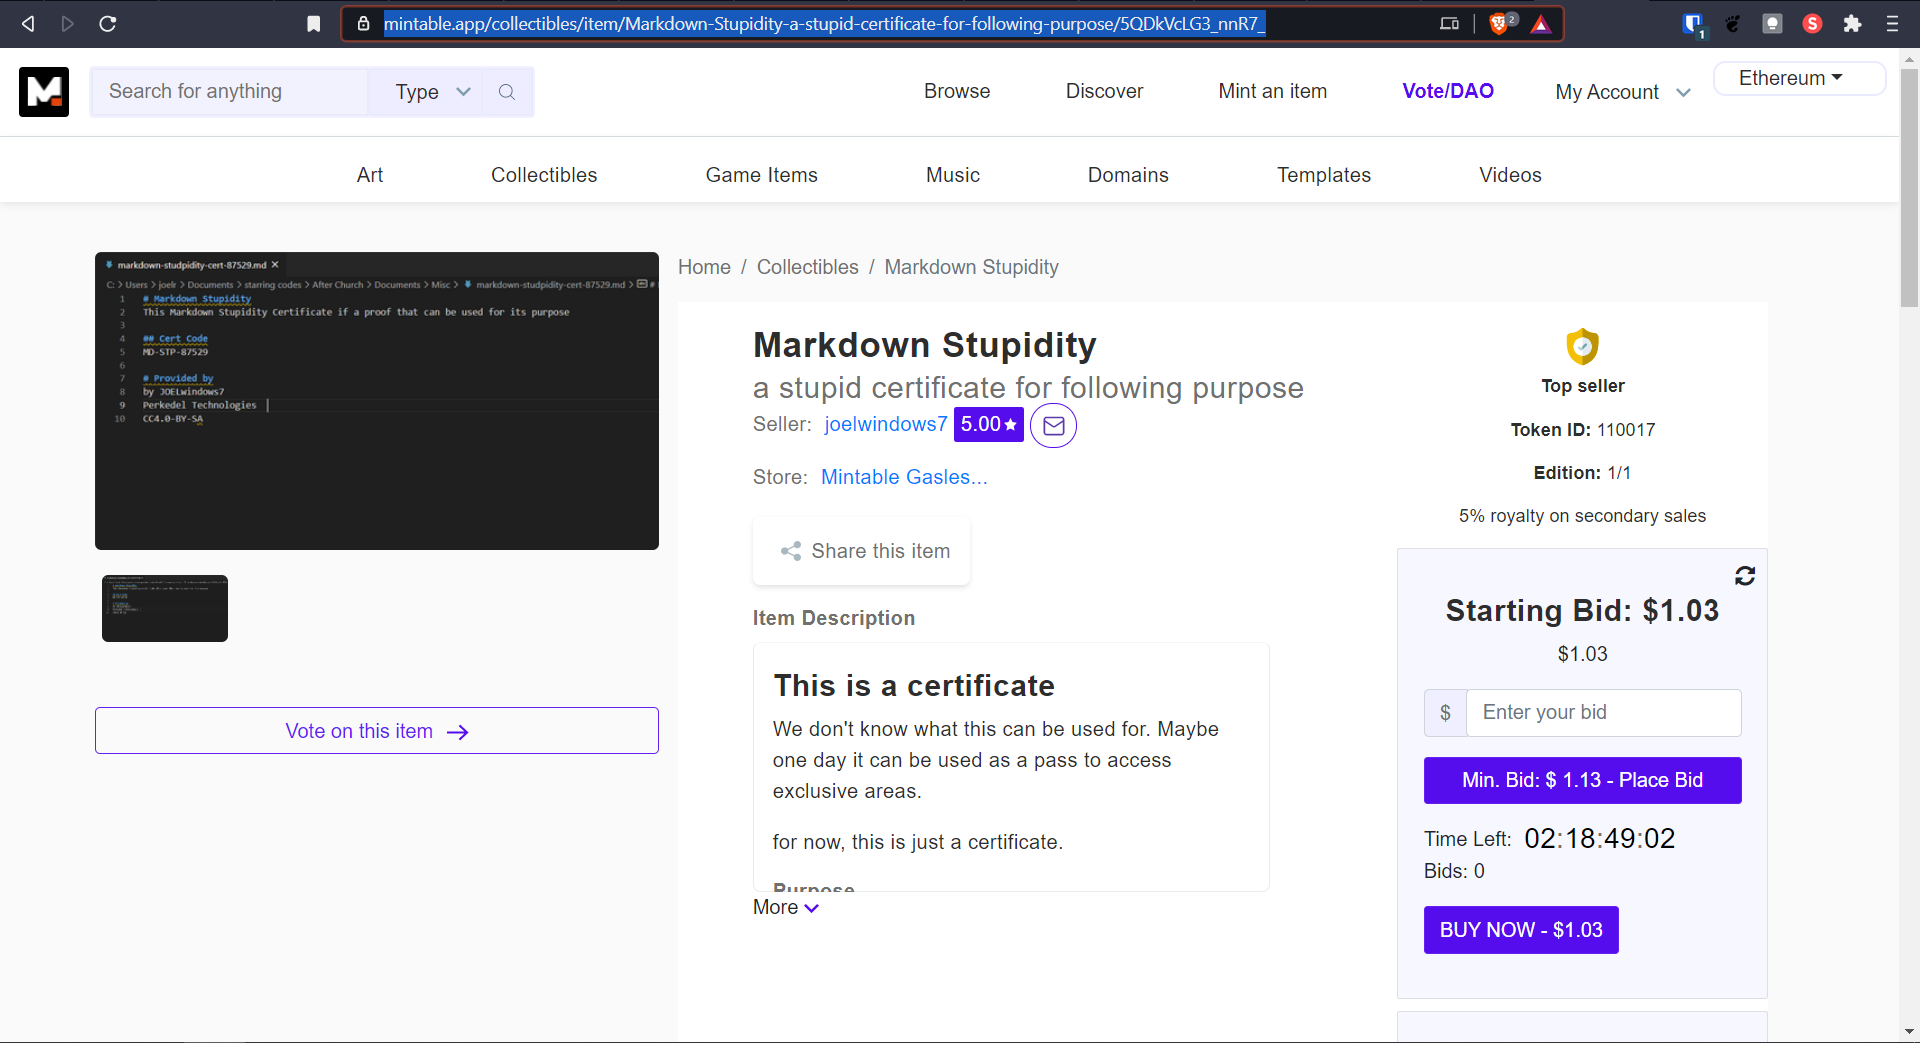 mintable.app/collectibles/item/Markdown-Stupidity-a-stupid-certificate-for-following-purpose/5QDkVcLG3_nnR7_
2
1
S
M
Search for anything
Type
Browse
Discover
Mint an item
Vote/DAO
My Account
Ethereum
Art
Collectibles
Game Items
Music
Domains
Templates
Videos
markdown-studpidity-cert-87529.md ×
C: > Users > joelr > Documents > starring codes > After Church > Documents > Misc > markdown-studpidity-cert-87529.md > #
1 # Markdown Stupidity
2 This Markdown Stupidity Certificate if a proof that can be used for its purpose
3
4 ## Cert Code
5 MD-STP-87529
6
7 # Provided by
8 by JOELwindows7
9 Perkedel Technologies
10 CC4.0-BY-SA
Vote on this item →
Home / Collectibles / Markdown Stupidity
Markdown Stupidity
a stupid certificate for following purpose
Seller: joelwindows7 5.00★
Store: Mintable Gasles...
Share this item
Item Description
This is a certificate
We don't know what this can be used for. Maybe
one day it can be used as a pass to access
exclusive areas.
for now, this is just a certificate.
Purpose
More
Top seller
Token ID: 110017
Edition: 1/1
5% royalty on secondary sales
Starting Bid: $1.03
$1.03
$ Enter your bid
Min. Bid: $ 1.13 - Place Bid
Time Left: 02:18:49:02
Bids: 0
BUY NOW - $1.03